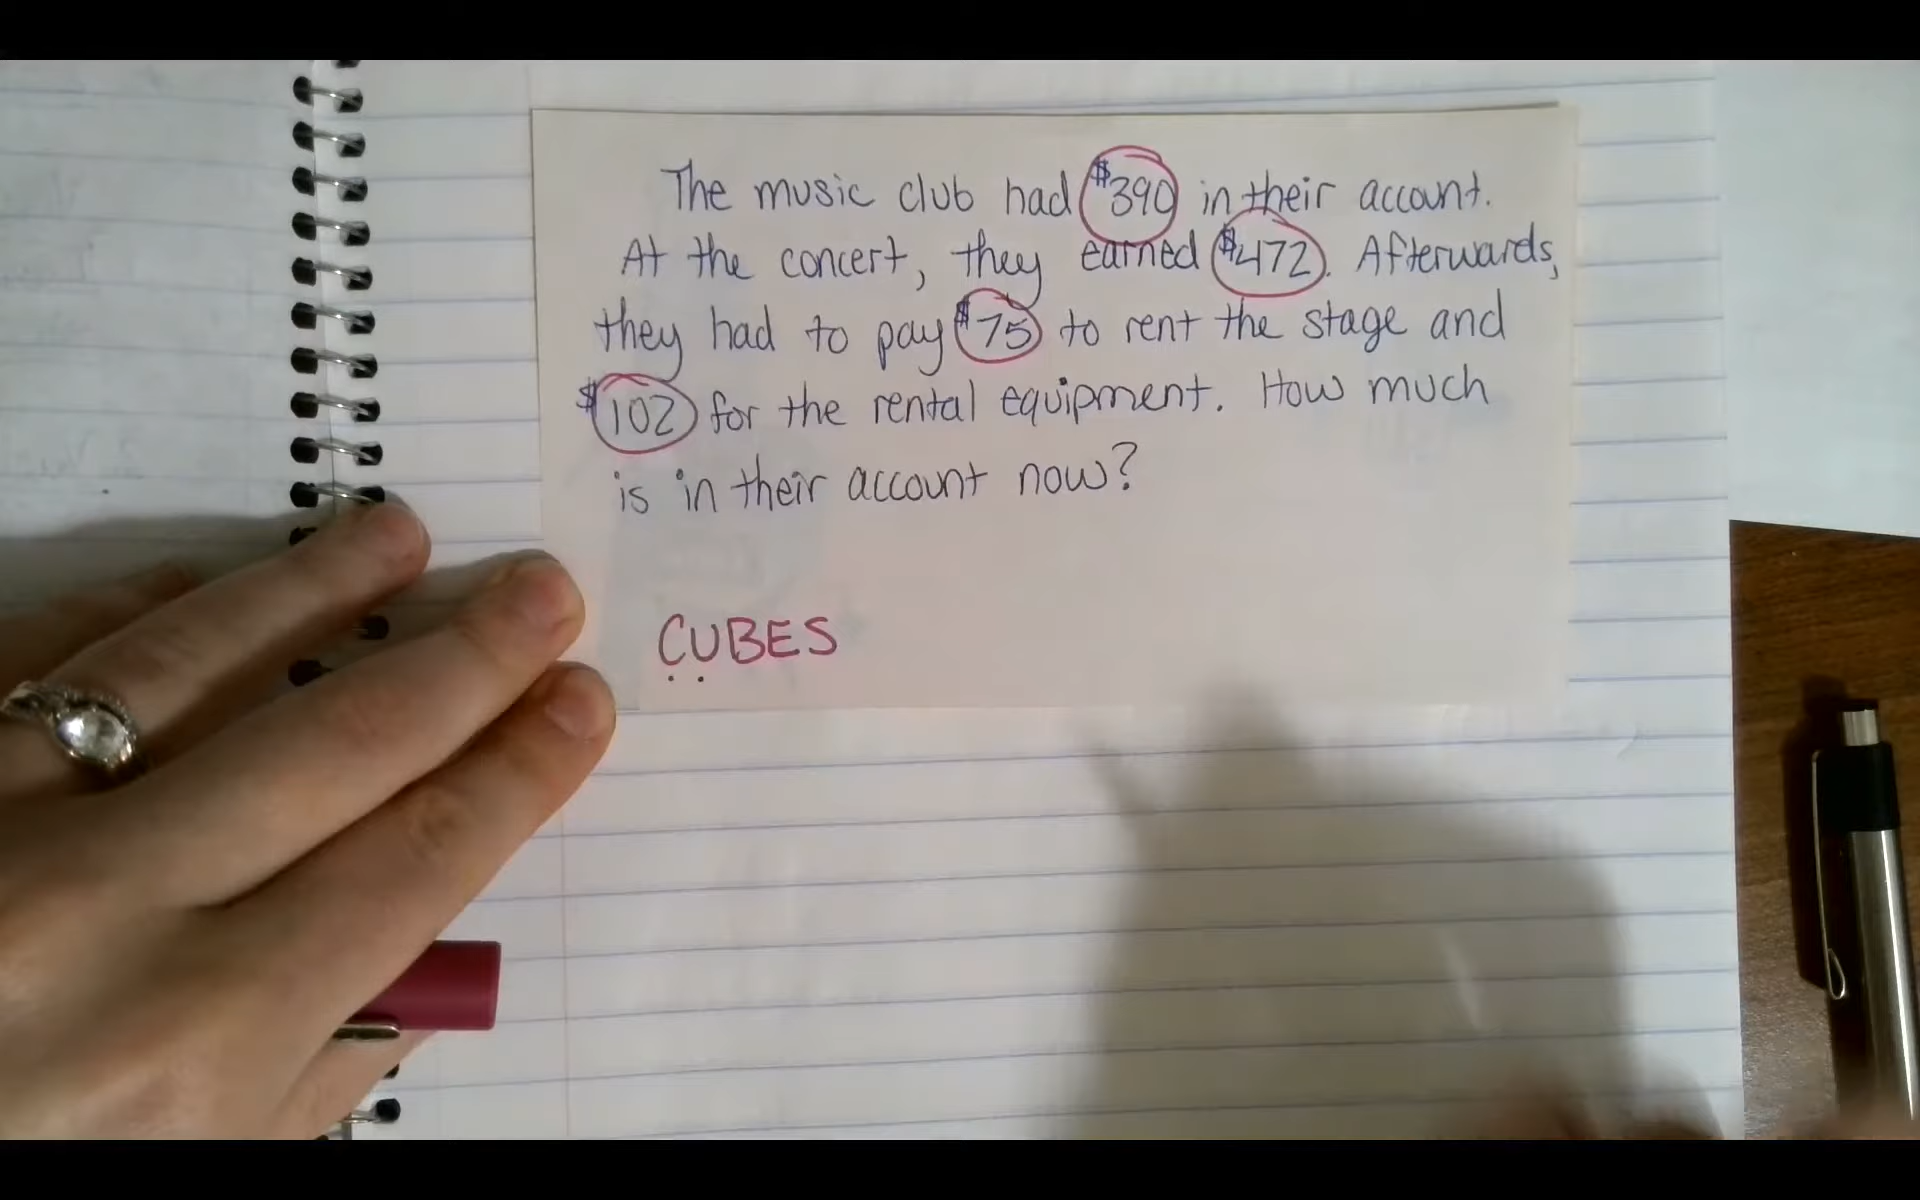 The music club had $390 in their account.
At the concert, they earned $472. Afterwards,
they had to pay $75 to rent the stage and
$102 for the rental equipment. How much
is in their account now?
CUBES